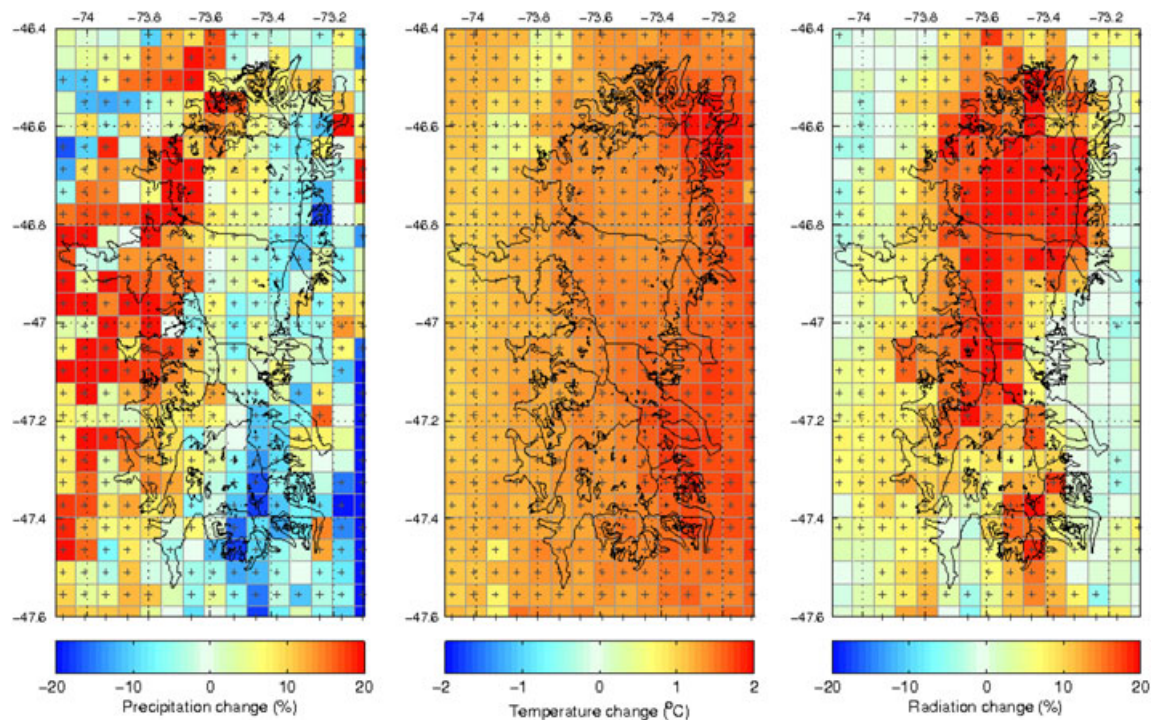 −74 −73.8 −73.6 −73.4 −73.2
−74 −73.8 −73.6 −73.4 −73.2
−74 −73.8 −73.6 −73.4 −73.2
−46.4 −46.4 −46.4
−46.6 −46.6 −46.6
−46.8 −46.8 −46.8
−47 −47 −47
−47.2 −47.2 −47.2
−47.4 −47.4 −47.4
−47.6 −47.6 −47.6
−20 −10 0 10 20
Precipitation change (%)
−2 −1 0 1 2
Temperature change (°C)
−20 −10 0 10 20
Radiation change (%)